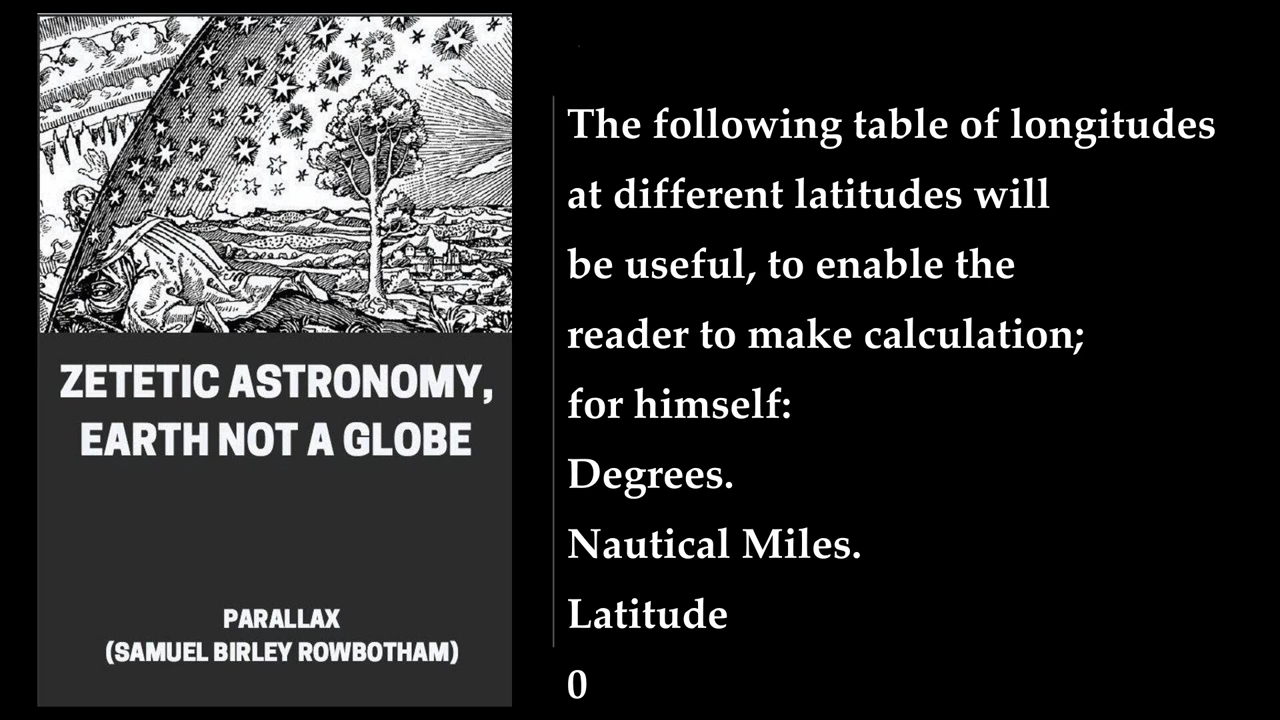 ZETETIC ASTRONOMY,
EARTH NOT A GLOBE
PARALLAX
(SAMUEL BIRLEY ROWBOTHAM)
The following table of longitudes
at different latitudes will
be useful, to enable the
reader to make calculation;
for himself:
Degrees.
Nautical Miles.
Latitude
0